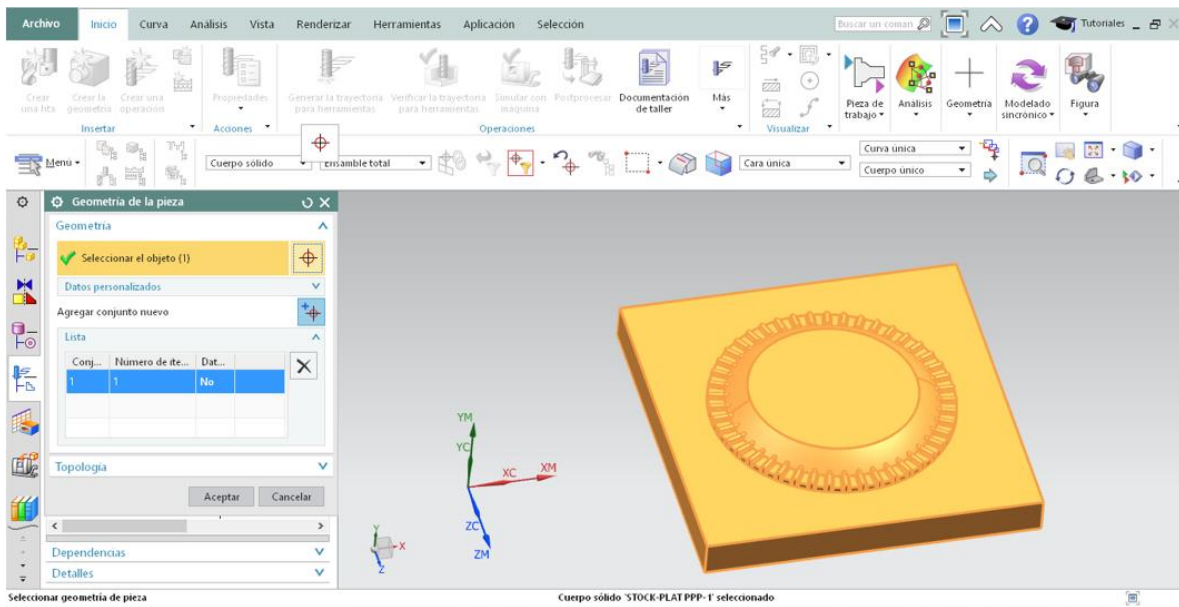 Archivo Inicio Curva Análisis Vista Renderizar Herramientas Aplicación Selección Buscar un coman Tutoriales
Crear una hta
Crear la geometría
Crear una operación
Propiedades
Generar la trayectoria para herramientas
Verificar la trayectoria para herramientas
Simular con máquina
Postprocesar
Documentación de taller
Más
Pieza de trabajo
Análisis
Geometría
Modelado sincrónico
Figura
Insertar Acciones Operaciones Visualizar
Menú Cuerpo sólido Ensamble total Cara única Curva única
Cuerpo único
Geometría de la pieza
Geometría
Seleccionar el objeto (1)
Datos personalizados
Agregar conjunto nuevo
Lista
Conj... Número de íte... Dat...
1 1 No
Topología
Aceptar Cancelar
Dependencias
Detalles
YM
YC
XC XM
ZC
ZM
Y
X
Z
Seleccionar geometría de pieza Cuerpo sólido 'STOCK-PLAT PPP-1' seleccionado